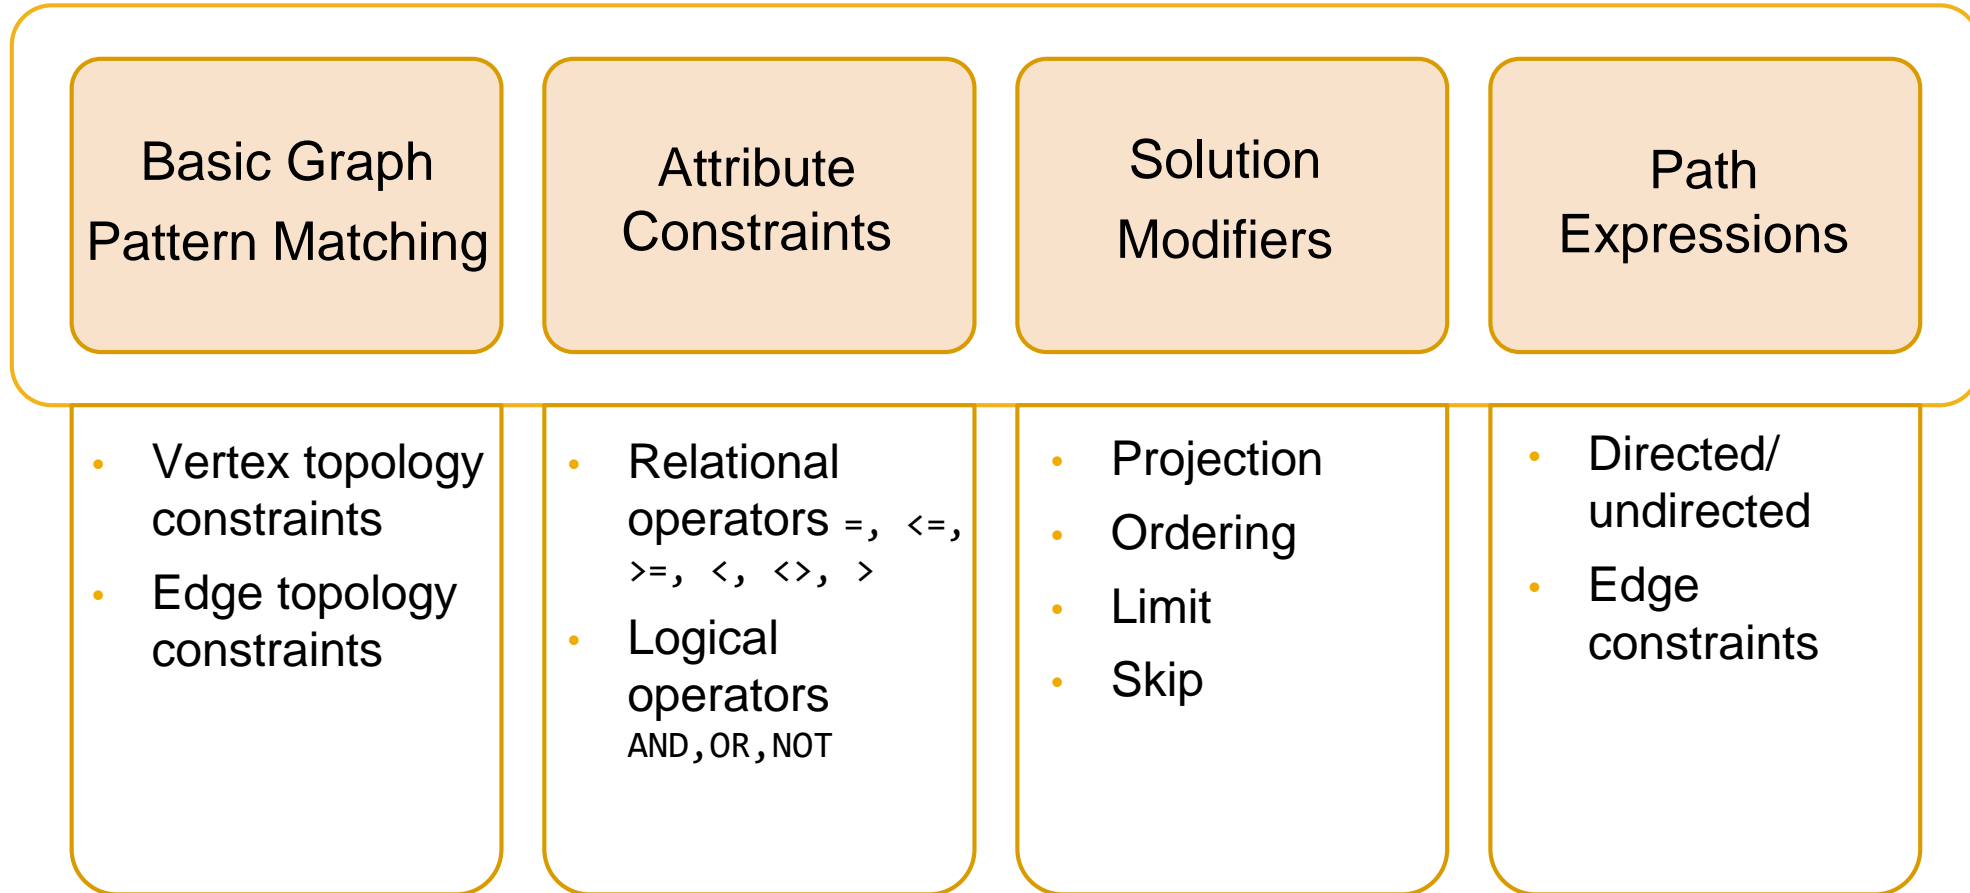 Basic Graph
Pattern Matching
Attribute
Constraints
Solution
Modifiers
Path
Expressions
• Vertex topology
constraints
• Edge topology
constraints
• Relational
operators =, <=,
>=, <, <>, >
• Logical
operators
AND,OR,NOT
• Projection
• Ordering
• Limit
• Skip
• Directed/
undirected
• Edge
constraints